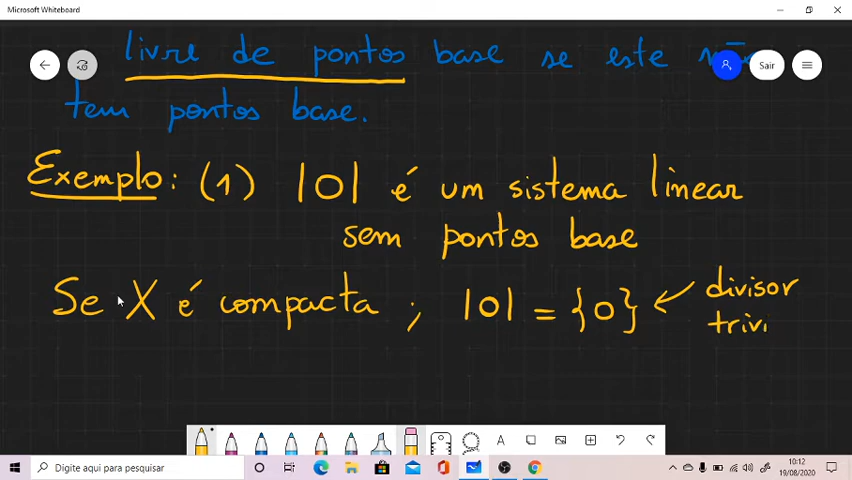 Microsoft Whiteboard
livre de pontos base se este nã
tem pontos base.
Sair
Exemplo: (1) |0| é um sistema linear
sem pontos base
Se X é compacta ; |0| = {0} ← divisor
trivi
Digite aqui para pesquisar
10:12
19/08/2020